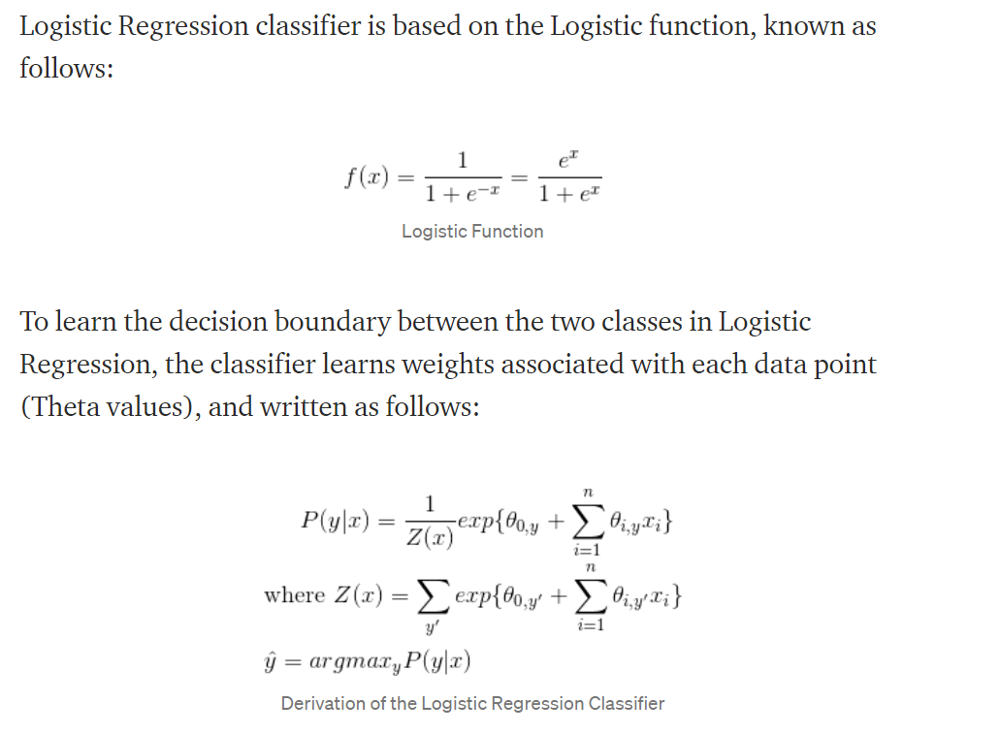 Logistic Regression classifier is based on the Logistic function, known as
follows:
f(x) = \frac{1}{1 + e^{-x}} = \frac{e^x}{1 + e^x}
Logistic Function
To learn the decision boundary between the two classes in Logistic
Regression, the classifier learns weights associated with each data point
(Theta values), and written as follows:
P(y|x) = \frac{1}{Z(x)} exp\{\theta_{0,y} + \sum_{i=1}^{n} \theta_{i,y} x_i\}
where Z(x) = \sum_{y'} exp\{\theta_{0,y'} + \sum_{i=1}^{n} \theta_{i,y'} x_i\}
\hat{y} = argmax_y P(y|x)
Derivation of the Logistic Regression Classifier